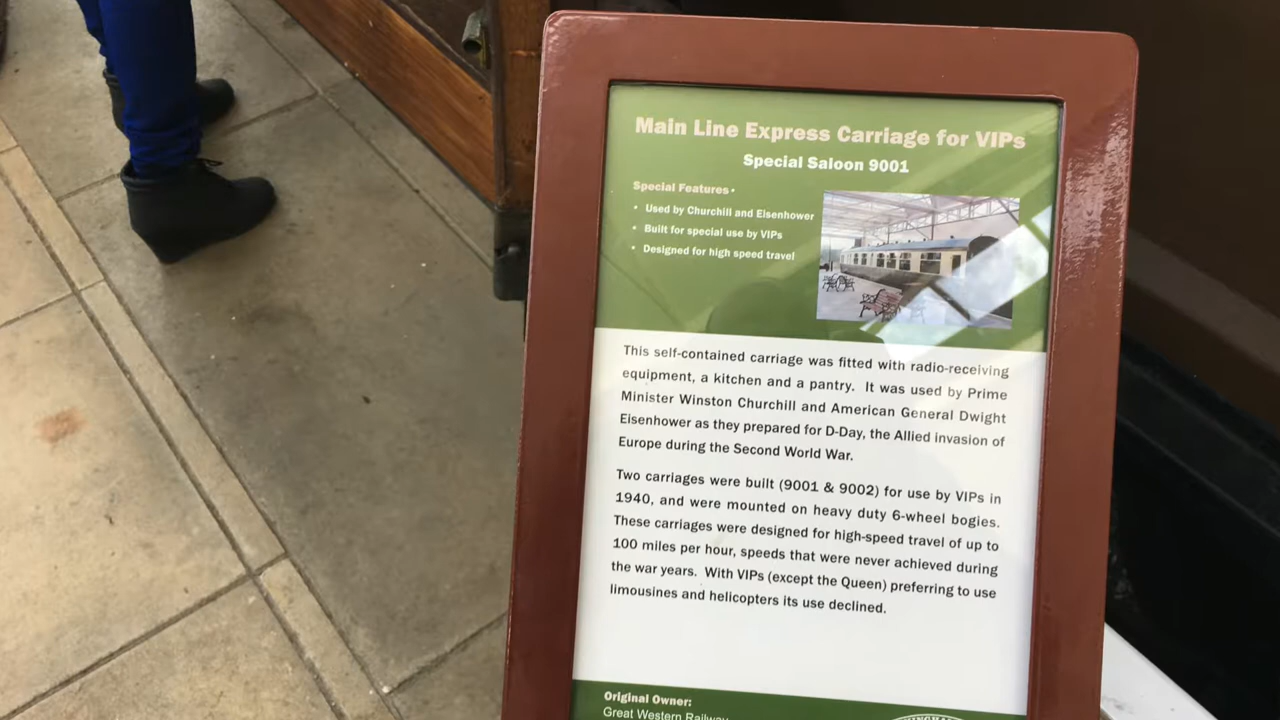 Main Line Express Carriage for VIPs
Special Saloon 9001
Special Features•
• Used by Churchill and Eisenhower
• Built for special use by VIPs
• Designed for high speed travel
This self-contained carriage was fitted with radio-receiving
equipment, a kitchen and a pantry. It was used by Prime
Minister Winston Churchill and American General Dwight
Eisenhower as they prepared for D-Day, the Allied invasion of
Europe during the Second World War.
Two carriages were built (9001 & 9002) for use by VIPs in
1940, and were mounted on heavy duty 6-wheel bogies.
These carriages were designed for high-speed travel of up to
100 miles per hour, speeds that were never achieved during
the war years. With VIPs (except the Queen) preferring to use
limousines and helicopters its use declined.
Original Owner:
Great Western Railway